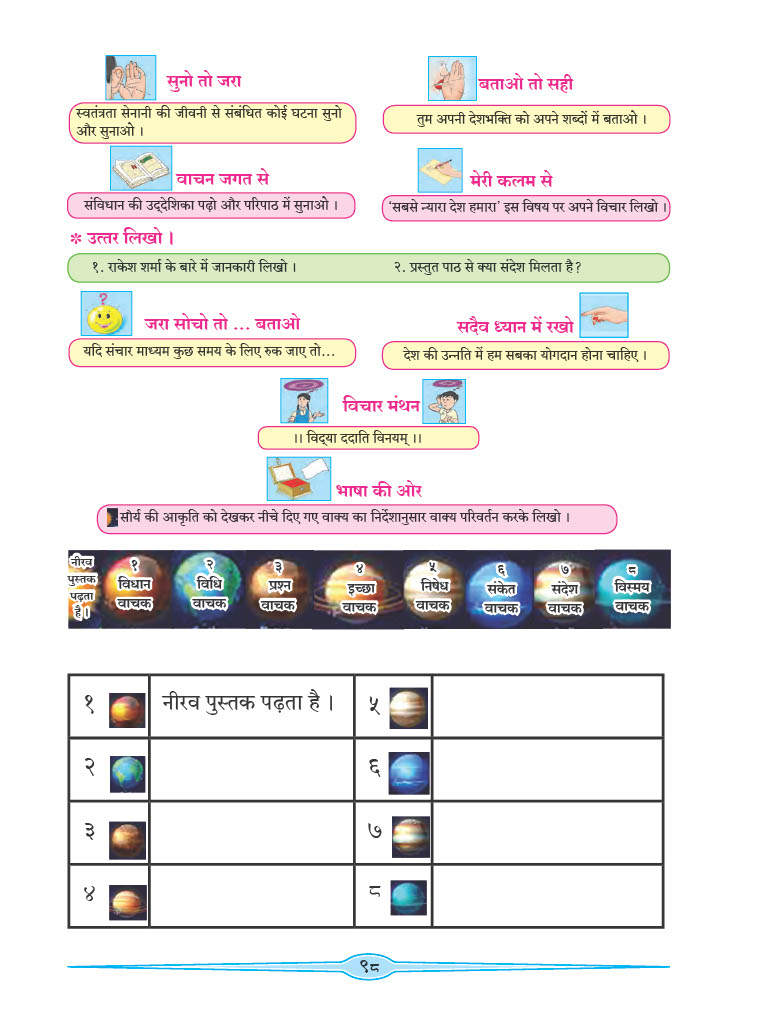 सुनो तो जरा
स्वतंत्रता सेनानी की जीवनी से संबंधित कोई घटना सुनो
और सुनाओ ।
बताओ तो सही
तुम अपनी देशभक्ति को अपने शब्दों में बताओ ।
वाचन जगत से
संविधान की उद्देशिका पढ़ो और परिपाठ में सुनाओ ।
मेरी कलम से
‘सबसे न्यारा देश हमारा’ इस विषय पर अपने विचार लिखो ।
* उत्तर लिखो ।
१. राकेश शर्मा के बारे में जानकारी लिखो ।
२. प्रस्तुत पाठ से क्या संदेश मिलता है?
?
जरा सोचो तो ... बताओ
यदि संचार माध्यम कुछ समय के लिए रुक जाए तो...
सदैव ध्यान में रखो
देश की उन्नति में हम सबका योगदान होना चाहिए ।
विचार मंथन
।। विद्या ददाति विनयम् ।।
भाषा की ओर
सौर्य की आकृति को देखकर नीचे दिए गए वाक्य का निर्देशानुसार वाक्य परिवर्तन करके लिखो ।
नीरव
पुस्तक
पढ़ता
है ।
१
विधान
वाचक
२
विधि
वाचक
३
प्रश्न
वाचक
४
इच्छा
वाचक
५
निषेध
वाचक
६
संकेत
वाचक
७
संदेश
वाचक
८
विस्मय
वाचक
१ नीरव पुस्तक पढ़ता है । ५
२ ६
३ ७
४ ८
९८